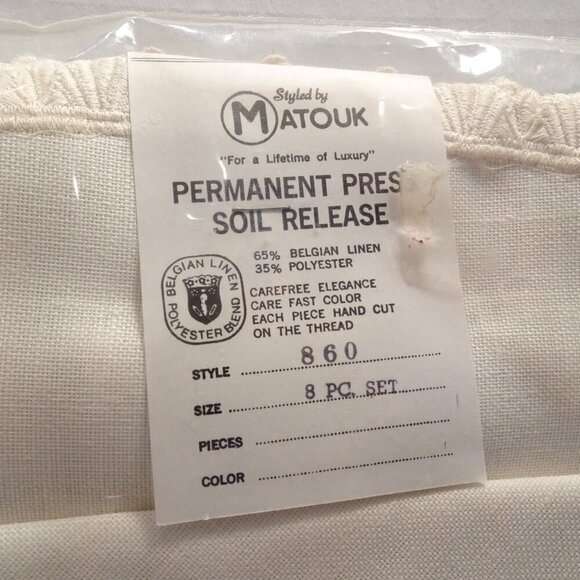 Styled by
MATOUK
"For a Lifetime of Luxury"
PERMANENT PRES
SOIL RELEASE
65% BELGIAN LINEN
35% POLYESTER
BELGIAN LINEN
POLYESTER BLEND
CAREFREE ELEGANCE
CARE FAST COLOR
EACH PIECE HAND CUT
ON THE THREAD
STYLE 860
SIZE 8 PC. SET
PIECES
COLOR